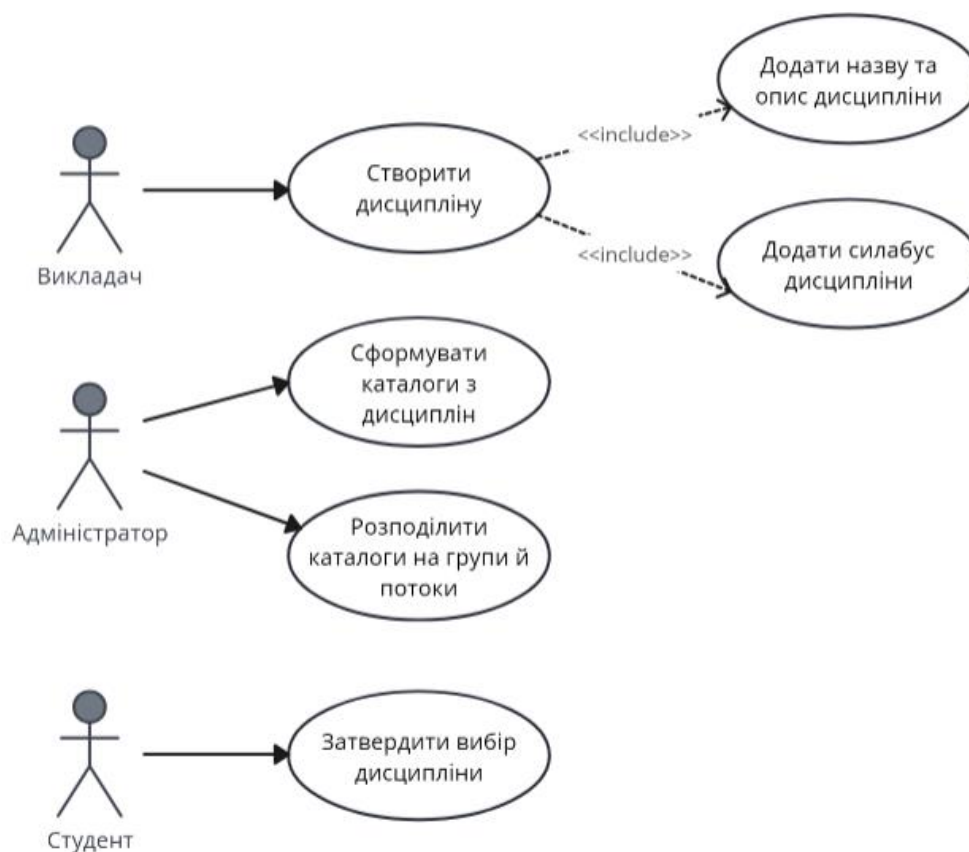 Додати назву та
опис дисципліни
<<include>>
Створити
дисципліну
Викладач
<<include>>
Додати силабус
дисципліни
Сформувати
каталоги з
дисциплін
Адміністратор
Розподілити
каталоги на групи й
потоки
Затвердити вибір
дисципліни
Студент